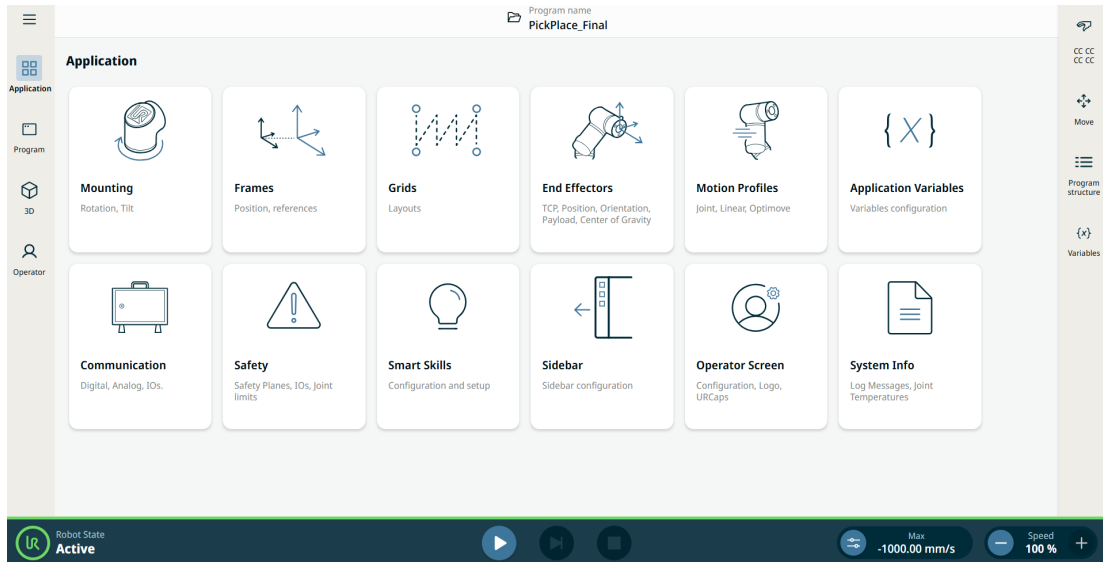 Program name
PickPlace_Final
Application
Application
Program
3D
Operator
Mounting
Rotation, Tilt
Frames
Position, references
Grids
Layouts
End Effectors
TCP, Position, Orientation,
Payload, Center of Gravity
Motion Profiles
Joint, Linear, Optimove
{X}
Application Variables
Variables configuration
Communication
Digital, Analog, IOs.
Safety
Safety Planes, IOs, Joint
limits
Smart Skills
Configuration and setup
Sidebar
Sidebar configuration
Operator Screen
Configuration, Logo,
URCaps
System Info
Log Messages, Joint
Temperatures
CC CC
CC CC
Move
Program
structure
{x}
Variables
UR
Robot State
Active
Max
-1000.00 mm/s
Speed
100 %